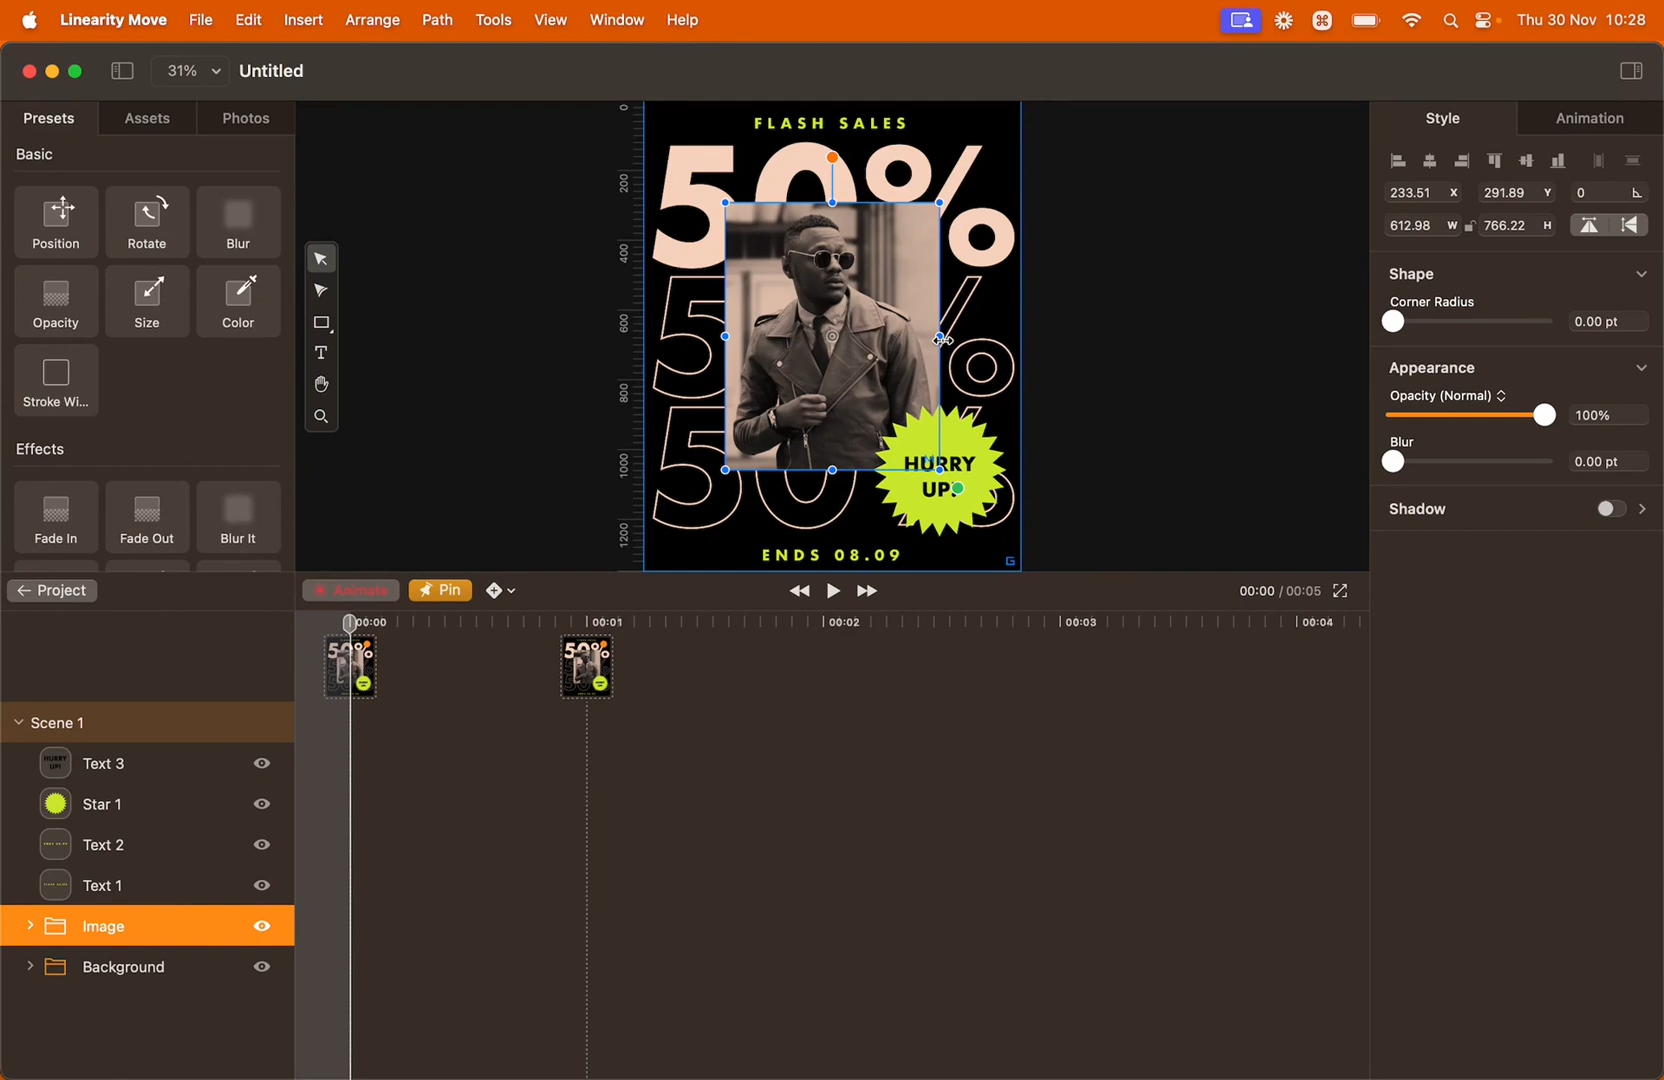 Linearity Move File Edit Insert Arrange Path Tools View Window Help Thu 30 Nov 10:28
31% Untitled
Presets Assets Photos
Basic
Position Rotate Blur
Opacity Size Color
Stroke Wi...
Effects
Fade In Fade Out Blur It
0
200
400
600
800
1000
1200
FLASH SALES
50%
HURRY
UP!
ENDS 08.09
Style Animation
233.51 X 291.89 Y 0
612.98 W 766.22 H
Shape
Corner Radius
0.00 pt
Appearance
Opacity (Normal)
100%
Blur
0.00 pt
Shadow
Project Animate Pin 00:00 / 00:05
00:00 00:01 00:02 00:03 00:04
Scene 1
Text 3
Star 1
Text 2
Text 1
Image
Background